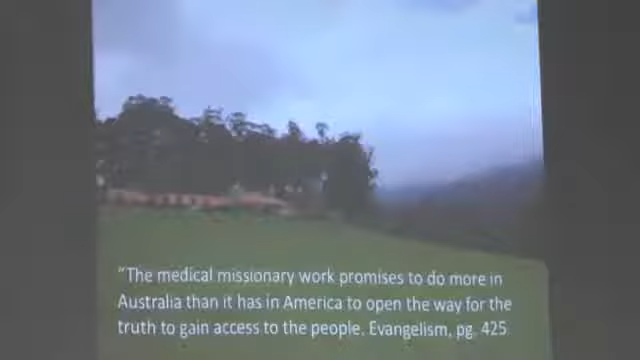 "The medical missionary work promises to do more in
Australia than it has in America to open the way for the
truth to gain access to the people. Evangelism, pg. 425